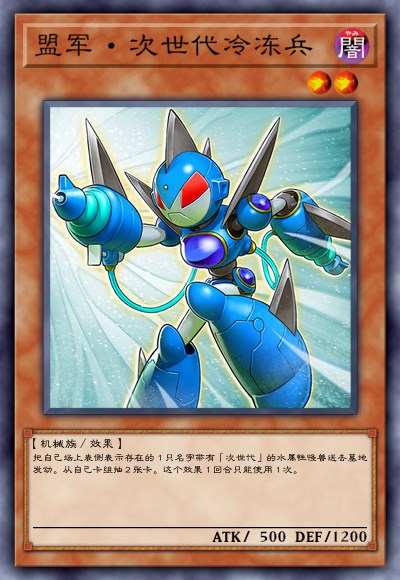 盟军·次世代冷冻兵
やみ
闇
【机械族/效果】
把自己场上表侧表示存在的1只名字带有「次世代」的水属性怪兽送去墓地
发动。从自己卡组抽2张卡。这个效果1回合只能使用1次。
ATK/ 500 DEF/1200